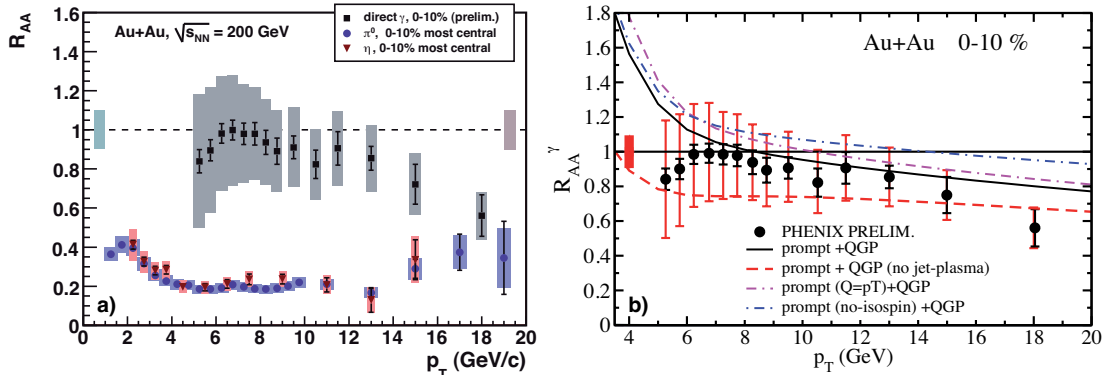 R_AA
1.6
1.4
1.2
1
0.8
0.6
0.4
0.2
0
Au+Au, √s_NN = 200 GeV
direct γ, 0-10% (prelim.)
π⁰, 0-10% most central
η, 0-10% most central
a)
0 2 4 6 8 10 12 14 16 18 20
p_T (GeV/c)
R_AA^γ
1.8
1.6
1.4
1.2
1
0.8
0.6
0.4
0.2
0
Au+Au 0-10 %
PHENIX PRELIM.
prompt +QGP
prompt + QGP (no jet-plasma)
prompt (Q=pT)+QGP
prompt (no-isospin) +QGP
b)
4 6 8 10 12 14 16 18 20
p_T (GeV)